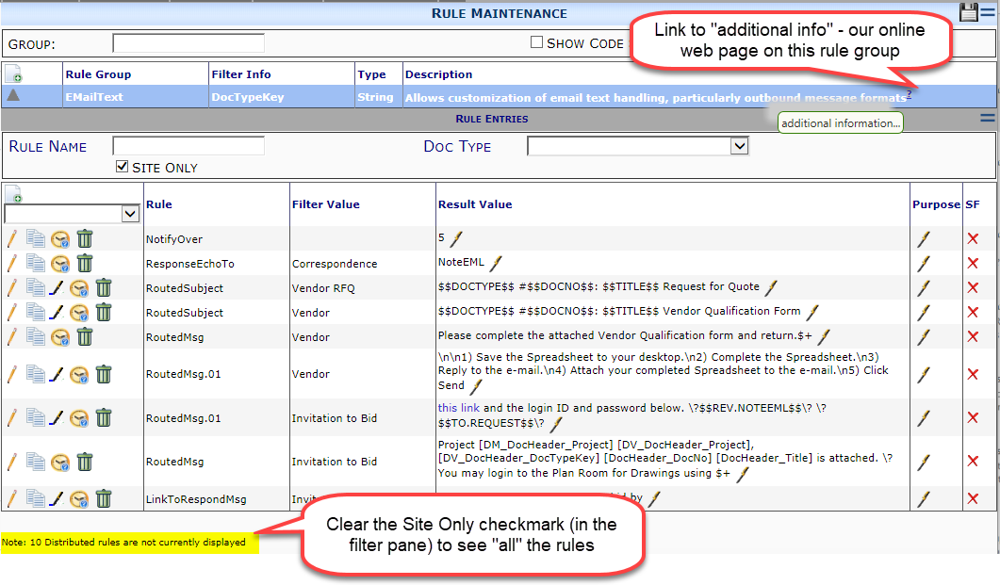 RULE MAINTENANCE
GROUP:
SHOW CODE
Link to "additional info" - our online
web page on this rule group
Rule Group Filter Info Type Description
EMailText DocTypeKey String Allows customization of email text handling, particularly outbound message formats ?
RULE ENTRIES
additional information...
RULE NAME DOC TYPE
SITE ONLY
Rule Filter Value Result Value Purpose SF
NotifyOver 5
ResponseEchoTo Correspondence NoteEML
RoutedSubject Vendor RFQ $$DOCTYPE$$ #$$DOCNO$$: $$TITLE$$ Request for Quote
RoutedSubject Vendor $$DOCTYPE$$ #$$DOCNO$$: $$TITLE$$ Vendor Qualification Form
RoutedMsg Vendor Please complete the attached Vendor Qualification form and return.$+
RoutedMsg.01 Vendor \n\n1) Save the Spreadsheet to your desktop.\n2) Complete the Spreadsheet.\n3)
Reply to the e-mail.\n4) Attach your completed Spreadsheet to the e-mail.\n5) Click
Send
RoutedMsg.01 Invitation to Bid this link and the login ID and password below. \?$$REV.NOTEEML$$\? \?
$$TO.REQUEST$$\?
RoutedMsg Invitation to Bid Project [DM_DocHeader_Project] [DV_DocHeader_Project],
[DV_DocHeader_DocTypeKey] [DocHeader_DocNo] [DocHeader_Title] is attached. \?
You may login to the Plan Room for Drawings using $+
LinkToRespondMsg by
Clear the Site Only checkmark (in the
filter pane) to see "all" the rules
Note: 10 Distributed rules are not currently displayed